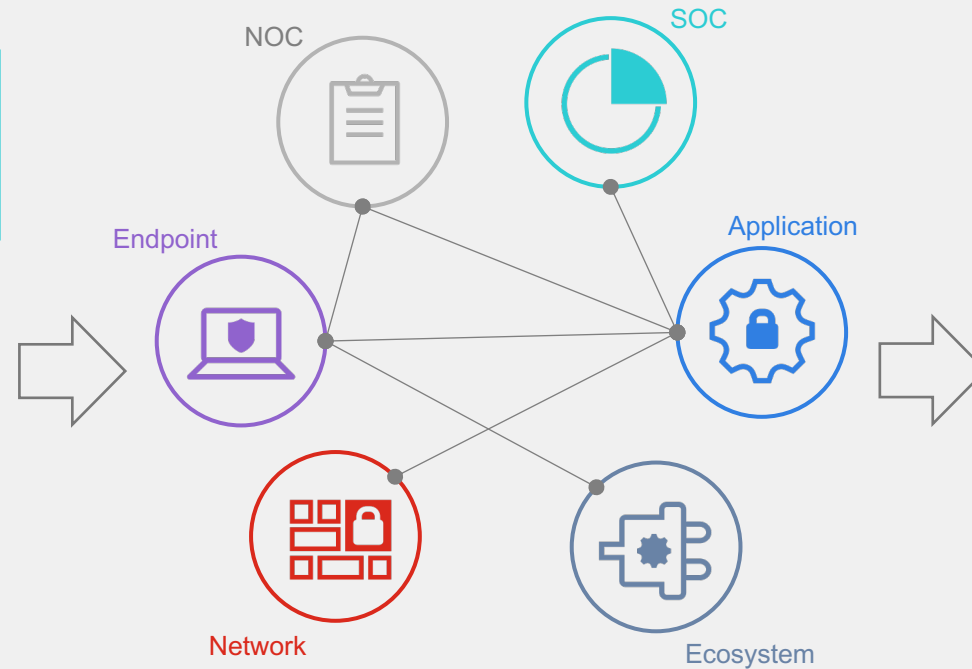 NOC
SOC
Endpoint
Application
Network
Ecosystem